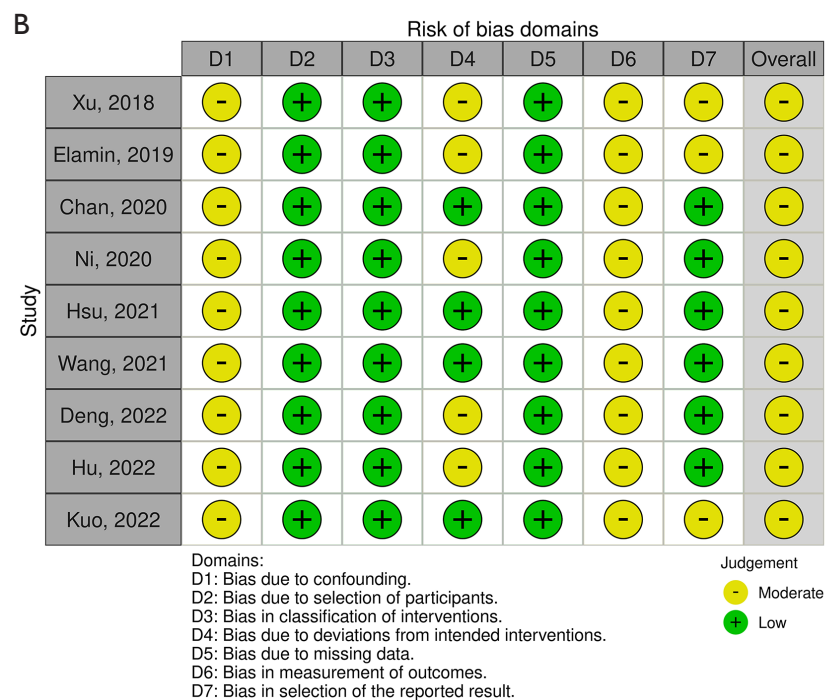 B
Risk of bias domains
D1 D2 D3 D4 D5 D6 D7 Overall
Study
Xu, 2018 - + + - + - - -
Elamin, 2019 - + + - + - - -
Chan, 2020 - + + + + - + -
Ni, 2020 - + + - + - + -
Hsu, 2021 - + + + + - + -
Wang, 2021 - + + + + - + -
Deng, 2022 - + + - + - + -
Hu, 2022 - + + - + - + -
Kuo, 2022 - + + + + - - -
Domains:
D1: Bias due to confounding.
D2: Bias due to selection of participants.
D3: Bias in classification of interventions.
D4: Bias due to deviations from intended interventions.
D5: Bias due to missing data.
D6: Bias in measurement of outcomes.
D7: Bias in selection of the reported result.
Judgement
- Moderate
+ Low